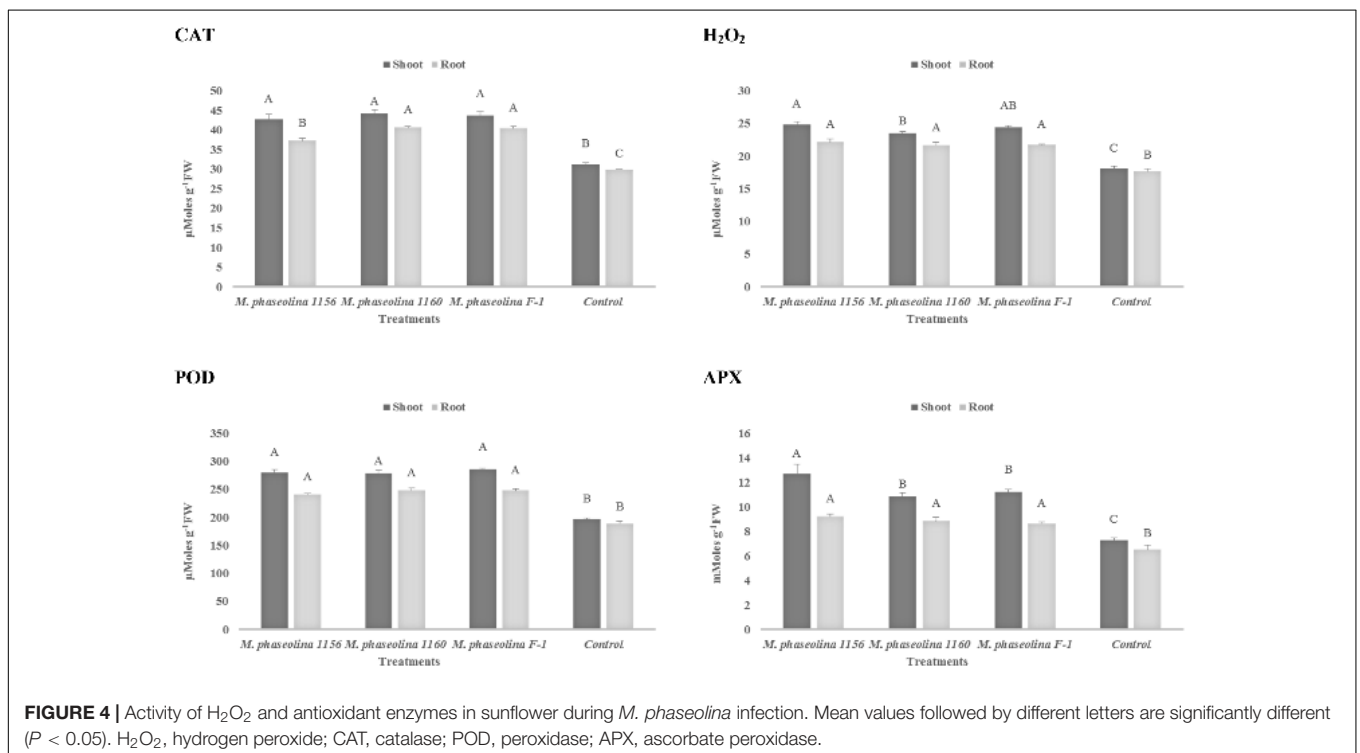 CAT
■Shoot ■Root
A A A
B A A B C
50
45
40
35
30
25
20
15
10
5
0
µMoles g⁻¹FW
M. phaseolina 1156 M. phaseolina 1160 M. phaseolina F-1 Control
Treatments
H₂O₂
■Shoot ■Root
A A B A AB A C B
30
25
20
15
10
5
0
µMoles g⁻¹FW
M. phaseolina 1156 M. phaseolina 1160 M. phaseolina F-1 Control
Treatments
POD
■Shoot ■Root
A A A A A A B B
350
300
250
200
150
100
50
0
µMoles g⁻¹FW
M. phaseolina 1156 M. phaseolina 1160 M. phaseolina F-1 Control
Treatments
APX
■Shoot ■Root
A A B A B A C B
16
14
12
10
8
6
4
2
0
mMoles g⁻¹FW
M. phaseolina 1156 M. phaseolina 1160 M. phaseolina F-1 Control
Treatments
FIGURE 4 | Activity of H₂O₂ and antioxidant enzymes in sunflower during M. phaseolina infection. Mean values followed by different letters are significantly different
(P < 0.05). H₂O₂, hydrogen peroxide; CAT, catalase; POD, peroxidase; APX, ascorbate peroxidase.